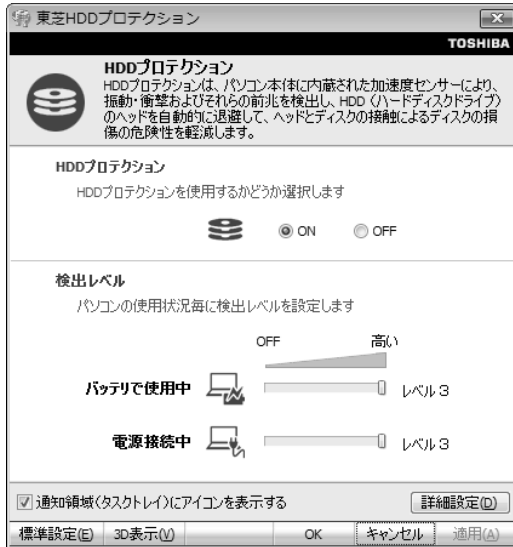 東芝HDDプロテクション
TOSHIBA
HDDプロテクション
HDDプロテクションは、パソコン本体に内蔵された加速度センサーにより、
振動・衝撃およびそれらの前兆を検出し、HDD（ハードディスクドライブ）
のヘッドを自動的に退避して、ヘッドとディスクの接触によるディスクの損
傷の危険性を軽減します。
HDDプロテクション
HDDプロテクションを使用するかどうか選択します
ON OFF
検出レベル
パソコンの使用状況毎に検出レベルを設定します
OFF 高い
バッテリで使用中 レベル 3
電源接続中 レベル 3
通知領域(タスクトレイ)にアイコンを表示する 詳細設定(D)
標準設定(E) 3D表示(V) OK キャンセル 適用(A)